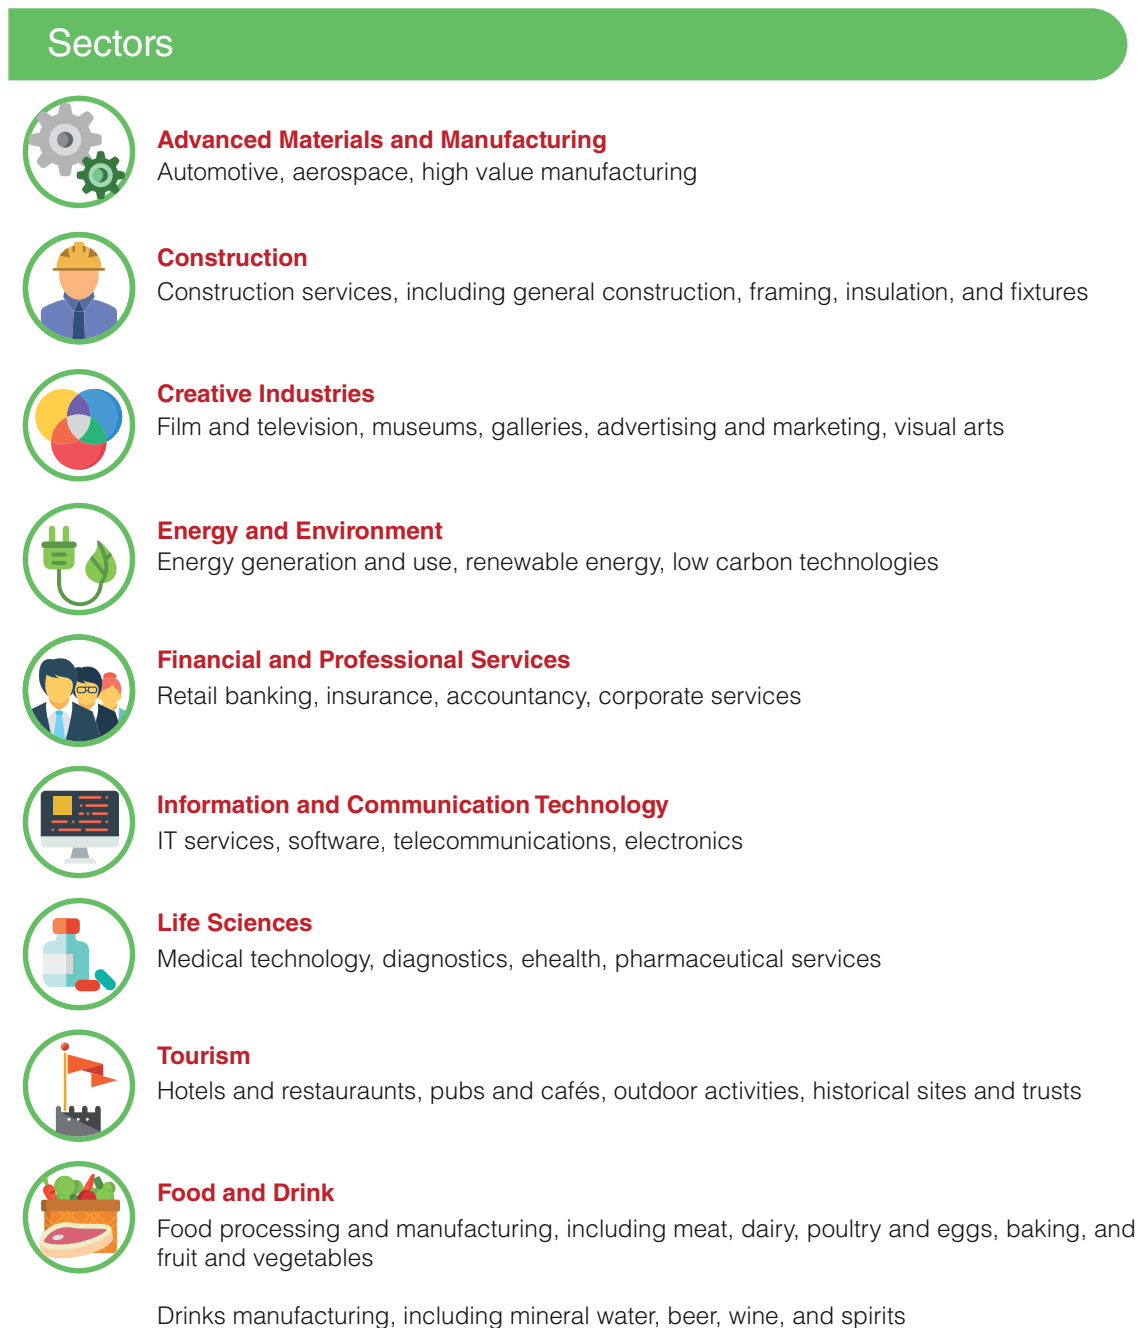 Sectors
Advanced Materials and Manufacturing
Automotive, aerospace, high value manufacturing
Construction
Construction services, including general construction, framing, insulation, and fixtures
Creative Industries
Film and television, museums, galleries, advertising and marketing, visual arts
Energy and Environment
Energy generation and use, renewable energy, low carbon technologies
Financial and Professional Services
Retail banking, insurance, accountancy, corporate services
Information and Communication Technology
IT services, software, telecommunications, electronics
Life Sciences
Medical technology, diagnostics, ehealth, pharmaceutical services
Tourism
Hotels and restauraunts, pubs and cafés, outdoor activities, historical sites and trusts
Food and Drink
Food processing and manufacturing, including meat, dairy, poultry and eggs, baking, and
fruit and vegetables
Drinks manufacturing, including mineral water, beer, wine, and spirits